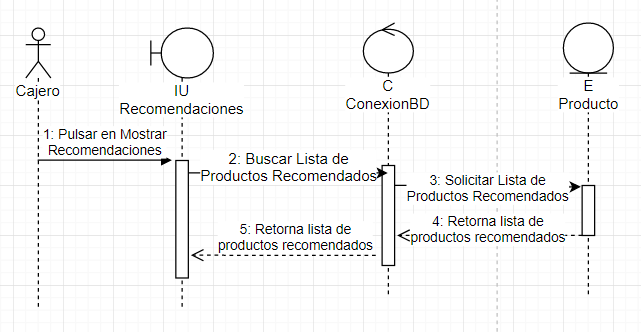 Cajero
IU
Recomendaciones
C
ConexionBD
E
Producto
1: Pulsar en Mostrar
Recomendaciones
2: Buscar Lista de
Productos Recomendados
3: Solicitar Lista de
Productos Recomendados
4: Retorna lista de
productos recomendados
5: Retorna lista de
productos recomendados